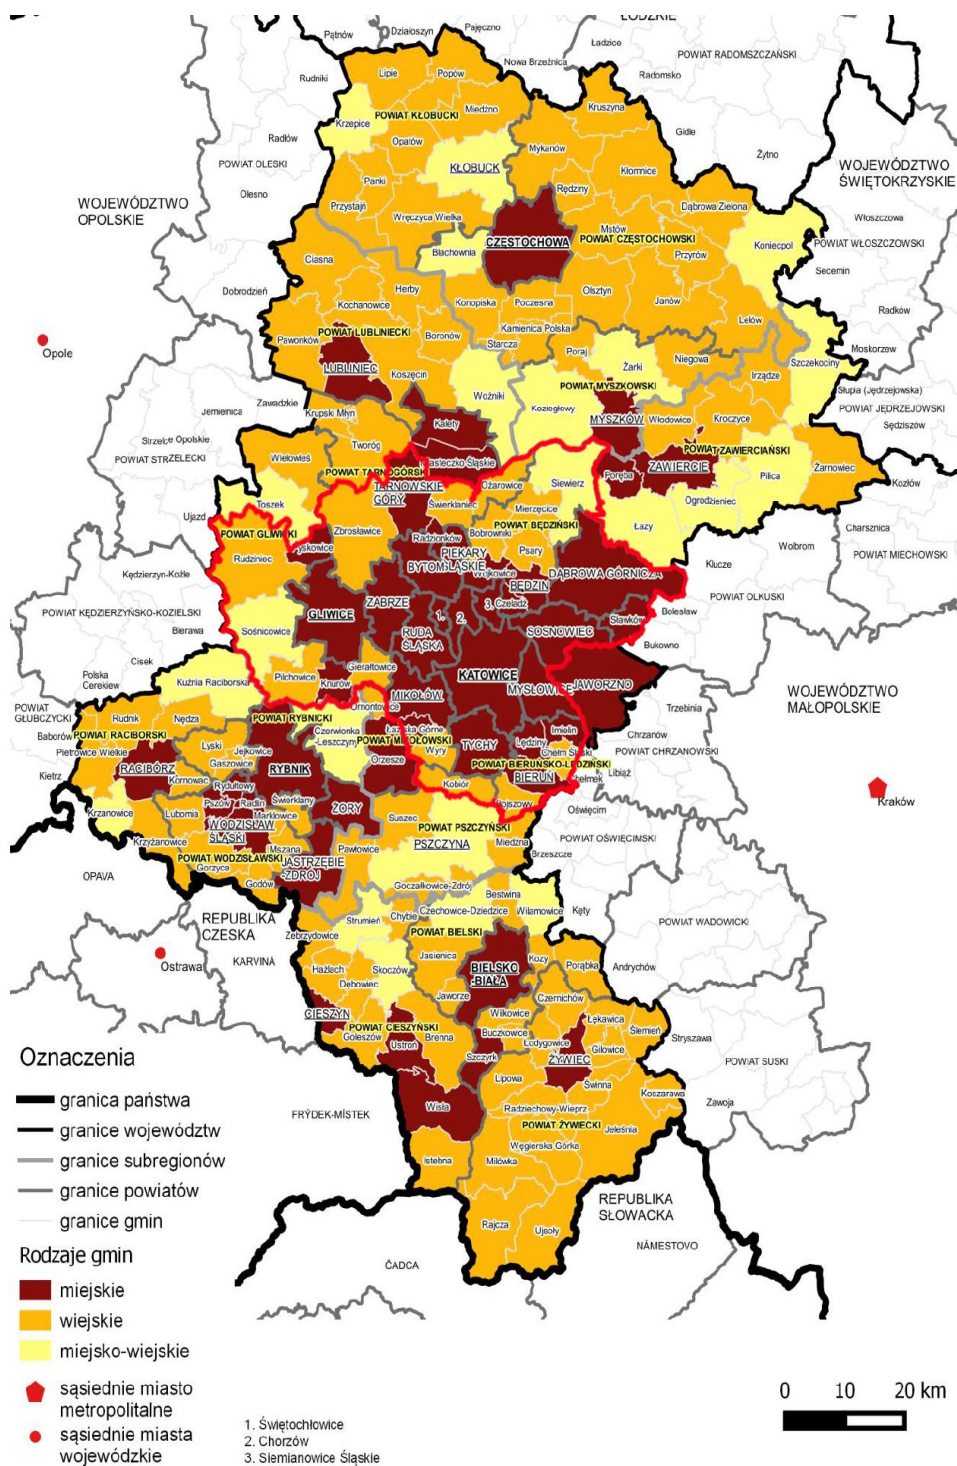 ŁÓDZKIE
Pątnów
Działoszyn
Pajęczno
Ładzice
POWIAT RADOMSZCZAŃSKI
Nowa Brzeźnica
Radomsko
Rudniki
Lipie
Popów
Miedźno
Kruszyna
Gidle
Żytno
Krzepice
POWIAT KŁOBUCKI
Radłów
Opatów
Mykanów
POWIAT OLESKI
KŁOBUCK
Kłomnice
WOJEWÓDZTWO
ŚWIĘTOKRZYSKIE
Olesno
Panki
Rędziny
WOJEWÓDZTWO
OPOLSKIE
Przystajń
Wręczyca Wielka
Dąbrowa Zielona
Mstów
Włoszczowa
CZĘSTOCHOWA
POWIAT CZĘSTOCHOWSKI
Koniecpol
POWIAT WŁOSZCZOWSKI
Blachownia
Przyrów
Secemin
Ciasna
Dobrodzień
Herby
Olsztyn
Janów
Radków
Kochanowice
Konopiska
Poczesna
Lelów
Opole
Pawonków
POWIAT LUBLINIECKI
Boronów
Kamienica Polska
Starcza
Poraj
Niegowa
Moskorzew
Szczekociny
LUBLINIEC
Koszęcin
Żarki
Irządze
Woźniki
POWIAT MYSZKOWSKI
Słupia (Jędrzejowska)
POWIAT JĘDRZEJOWSKI
Jemielnica
Zawadzkie
Koziegłowy
Krupski Młyn
Kalety
MYSZKÓW
Włodowice
Kroczyce
Sędziszów
Strzelce Opolskie
POWIAT STRZELECKI
Tworóg
POWIAT ZAWIERCIAŃSKI
Wielowieś
POWIAT TARNOGÓRSKI
Miasteczko Śląskie
ZAWIERCIE
Poręba
Pilica
Żarnowiec
Kozłów
TARNOWSKIE
GÓRY
Ożarowice
Siewierz
Toszek
Świerklaniec
Mierzęcice
Ogrodzieniec
Ujazd
POWIAT GLIWICKI
Zbrosławice
POWIAT BĘDZIŃSKI
Łazy
Charsznica
Radzionków
Bobrowniki
Psary
Wolbrom
Rudziniec
PIEKARY
ŚLĄSKIE
BYTOM
Wojkowice
DĄBROWA GÓRNICZA
Klucze
POWIAT MIECHOWSKI
Kędzierzyn-Koźle
BĘDZIN
POWIAT OLKUSKI
POWIAT KĘDZIERZYŃSKO-KOZIELSKI
GLIWICE
ZABRZE
1.
2.
3.
Czeladź
Bolesław
Sławków
Bierawa
Sośnicowice
RUDA
ŚLĄSKA
SOSNOWIEC
Bukowno
Cisek
Gierałtowice
KATOWICE
Polska
Cerekiew
Kuźnia Raciborska
Pilchowice
Knurów
MIKOŁÓW
MYSŁOWICE
JAWORZNO
WOJEWÓDZTWO
MAŁOPOLSKIE
POWIAT
GŁUBCZYCKI
Rudnik
Nędza
POWIAT RYBNICKI
Ornontowice
Trzebinia
Baborów
POWIAT RACIBORSKI
Czerwionka
-Leszczyny
Łaziska Górne
POWIAT MIKOŁOWSKI
Imielin
Chrzanów
Pietrowice Wielkie
Lyski
Jejkowice
Wyry
TYCHY
Lędziny
Chełm Śląski
POWIAT CHRZANOWSKI
Gaszowice
RYBNIK
Orzesze
POWIAT BIERUŃSKO-LĘDZIŃSKI
Libiąż
Kietrz
RACIBÓRZ
Kornowac
Rydułtowy
BIERUŃ
Chełmek
Pszów
Radlin
Świerklany
ŻORY
Kobiór
Bojszowy
Kraków
Krzanowice
Lubomia
Marklowice
Suszec
Oświęcim
WODZISŁAW
ŚLĄSKI
POWIAT PSZCZYŃSKI
Krzyżanowice
Mszana
Pawłowice
PSZCZYNA
Miedźna
POWIAT OŚWIĘCIMSKI
POWIAT WODZISŁAWSKI
JASTRZĘBIE
-ZDRÓJ
Brzeszcze
Gorzyce
OPAVA
Godów
Goczałkowice-Zdrój
Bestwina
REPUBLIKA
CZESKA
Strumień
Chybie
Czechowice-Dziedzice
Wilamowice
Kęty
POWIAT WADOWICKI
Zebrzydowice
POWIAT BIELSKI
Ostrawa
KARVINÁ
Hażlach
Skoczów
Jasienica
BIELSKO
-BIAŁA
Kozy
Porąbka
Andrychów
Dębowiec
Jaworze
Czernichów
CIESZYN
POWIAT CIESZYŃSKI
Wilkowice
Łękawica
Goleszów
Ustroń
Brenna
Buczkowice
Łodygowice
Ślemień
Stryszawa
Gilowice
Szczyrk
ŻYWIEC
POWIAT SUSKI
Lipowa
Świnna
Koszarawa
Zawoja
FRÝDEK-MÍSTEK
Wisła
Radziechowy-Wieprz
POWIAT ŻYWIECKI
Jeleśnia
Węgierska Górka
Istebna
Milówka
REPUBLIKA
SŁOWACKA
Rajcza
Ujsoły
NÁMESTOVO
ČADCA
Oznaczenia
granica państwa
granice województw
granice subregionów
granice powiatów
granice gmin
Rodzaje gmin
miejskie
wiejskie
miejsko-wiejskie
sąsiednie miasto
metropolitalne
sąsiednie miasta
wojewódzkie
1. Świętochłowice
2. Chorzów
3. Siemianowice Śląskie
0 10 20 km